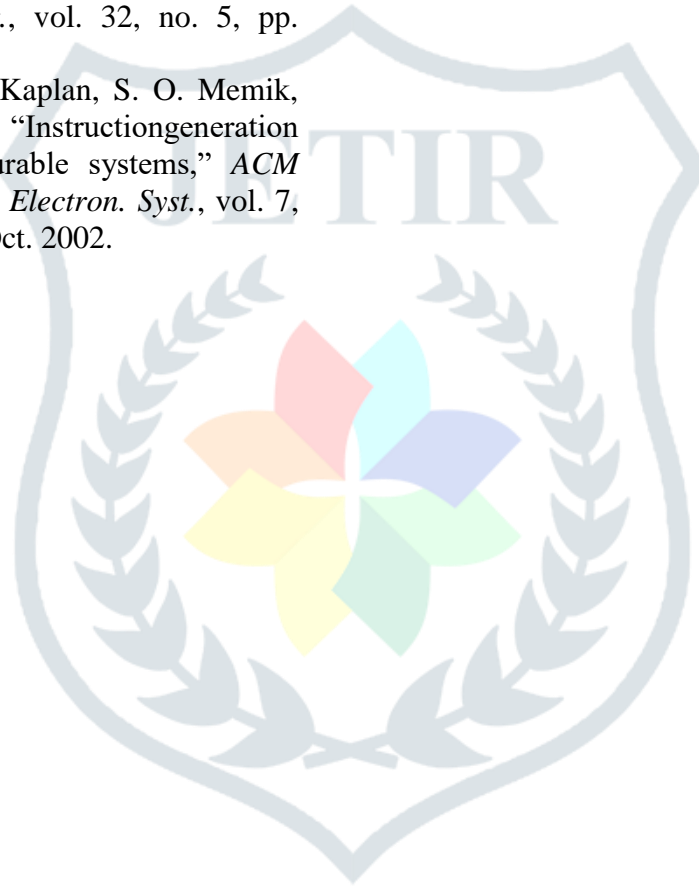 ., vol. 32, no. 5, pp.
Kaplan, S. O. Memik,
“Instructiongeneration
urable systems,” ACM
Electron. Syst., vol. 7,
ct. 2002.
JETIR